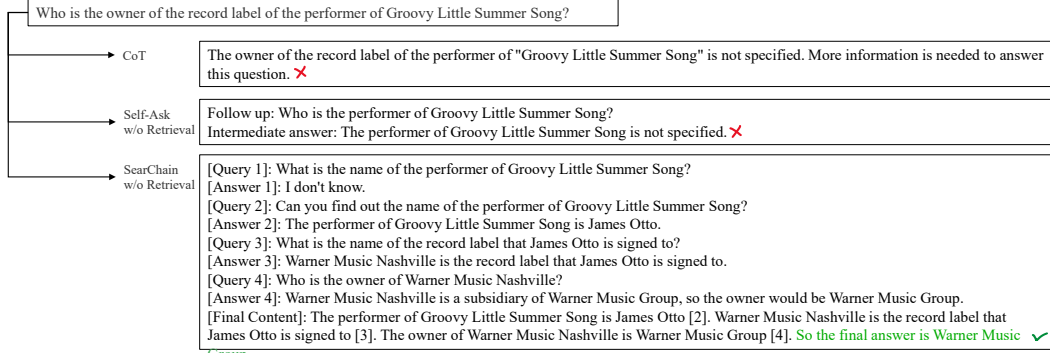 Who is the owner of the record label of the performer of Groovy Little Summer Song?
CoT
The owner of the record label of the performer of "Groovy Little Summer Song" is not specified. More information is needed to answer
this question.
Self-Ask
w/o Retrieval
Follow up: Who is the performer of Groovy Little Summer Song?
Intermediate answer: The performer of Groovy Little Summer Song is not specified.
SearChain
w/o Retrieval
[Query 1]: What is the name of the performer of Groovy Little Summer Song?
[Answer 1]: I don't know.
[Query 2]: Can you find out the name of the performer of Groovy Little Summer Song?
[Answer 2]: The performer of Groovy Little Summer Song is James Otto.
[Query 3]: What is the name of the record label that James Otto is signed to?
[Answer 3]: Warner Music Nashville is the record label that James Otto is signed to.
[Query 4]: Who is the owner of Warner Music Nashville?
[Answer 4]: Warner Music Nashville is a subsidiary of Warner Music Group, so the owner would be Warner Music Group.
[Final Content]: The performer of Groovy Little Summer Song is James Otto [2]. Warner Music Nashville is the record label that
James Otto is signed to [3]. The owner of Warner Music Nashville is Warner Music Group [4]. So the final answer is Warner Music